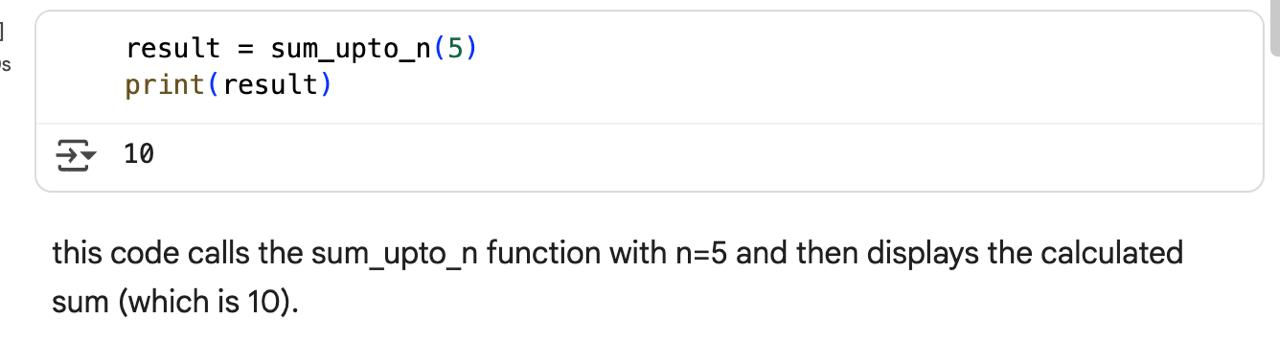 ]
s
result = sum_upto_n(5)
print(result)
10
this code calls the sum_upto_n function with n=5 and then displays the calculated
sum (which is 10).